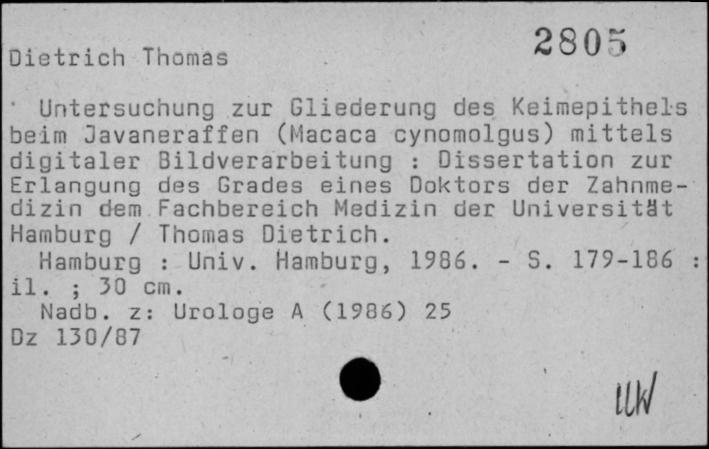 2805
Dietrich Thomas
Untersuchung zur Gliederung des Keimepithels
beim Javaneraffen (Macaca cynomolgus) mittels
digitaler Bildverarbeitung : Dissertation zur
Erlangung des Grades eines Doktors der Zahnme-
dizin dem Fachbereich Medizin der Universität
Hamburg / Thomas Dietrich.
Hamburg : Univ. Hamburg, 1986. - S. 179-186 :
il. ; 30 cm.
Nadb. z: Urologe A (1986) 25
Dz 130/87